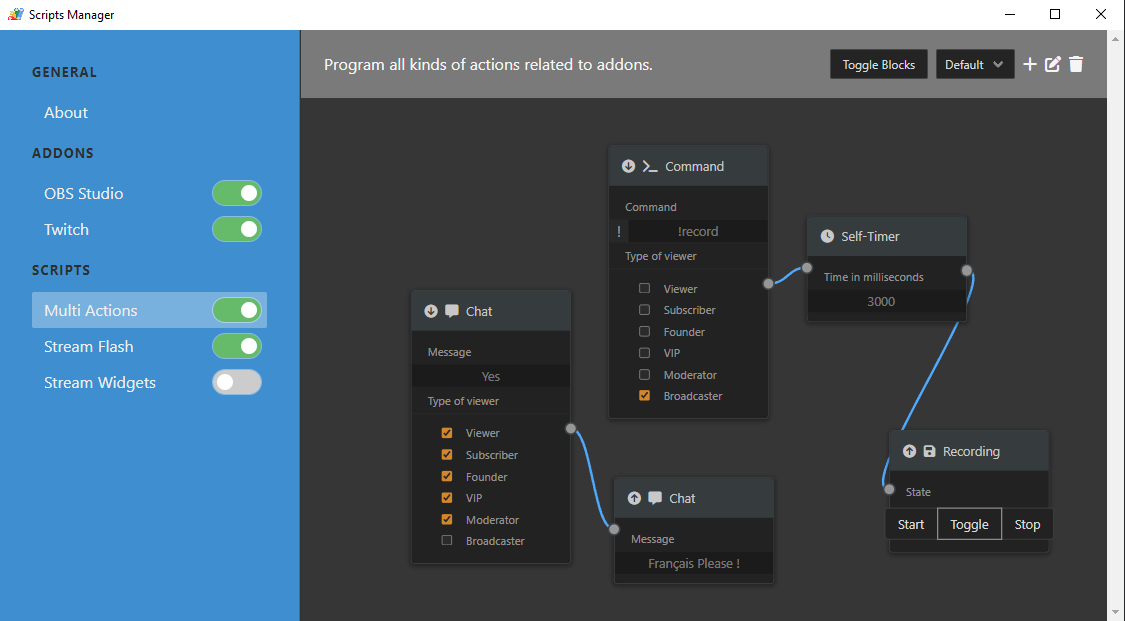 Scripts Manager
GENERAL
About
ADDONS
OBS Studio
Twitch
SCRIPTS
Multi Actions
Stream Flash
Stream Widgets
Program all kinds of actions related to addons.
Toggle Blocks
Default
Command
Command
! !record
Type of viewer
Viewer
Subscriber
Founder
VIP
Moderator
Broadcaster
Self-Timer
Time in milliseconds
3000
Chat
Message
Yes
Type of viewer
Viewer
Subscriber
Founder
VIP
Moderator
Broadcaster
Chat
Message
Français Please !
Recording
State
Start Toggle Stop